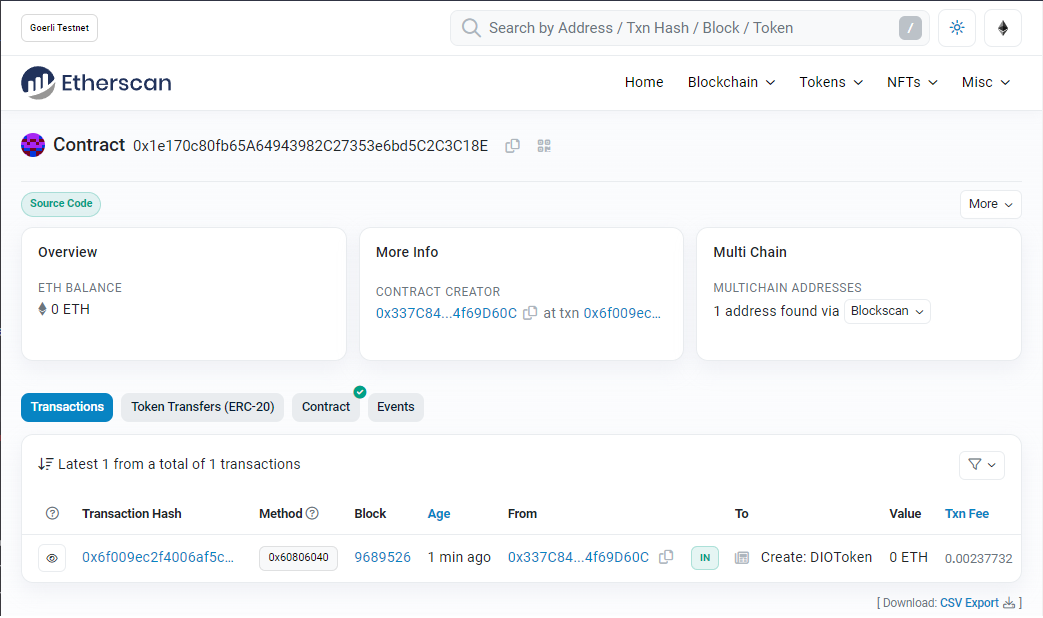 Goerli Testnet
Search by Address / Txn Hash / Block / Token /
Etherscan Home Blockchain Tokens NFTs Misc
Contract 0x1e170c80fb65A64943982C27353e6bd5C2C3C18E
Source Code More
Overview More Info Multi Chain
ETH BALANCE CONTRACT CREATOR MULTICHAIN ADDRESSES
0 ETH 0x337C84...4f69D60C at txn 0x6f009ec... 1 address found via Blockscan
Transactions Token Transfers (ERC-20) Contract Events
Latest 1 from a total of 1 transactions
Transaction Hash Method Block Age From To Value Txn Fee
0x6f009ec2f4006af5c... 0x60806040 9689526 1 min ago 0x337C84...4f69D60C IN Create: DIOToken 0 ETH 0.00237732
[ Download: CSV Export ]